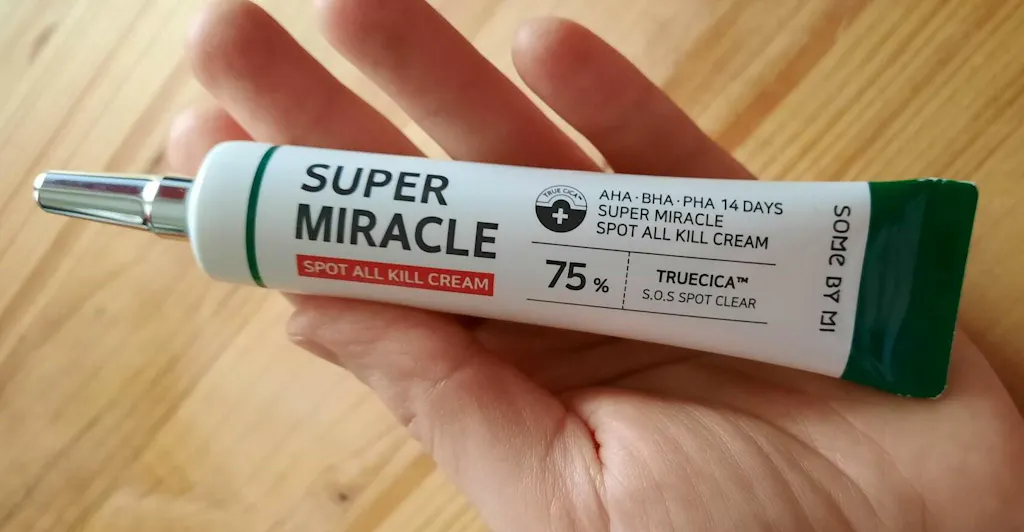 SUPER
MIRACLE
SPOT ALL KILL CREAM
TRUE CICA™
AHA·BHA·PHA 14 DAYS
SUPER MIRACLE
SPOT ALL KILL CREAM
75 %
TRUECICA™
S.O.S SPOT CLEAR
SOME BY MI